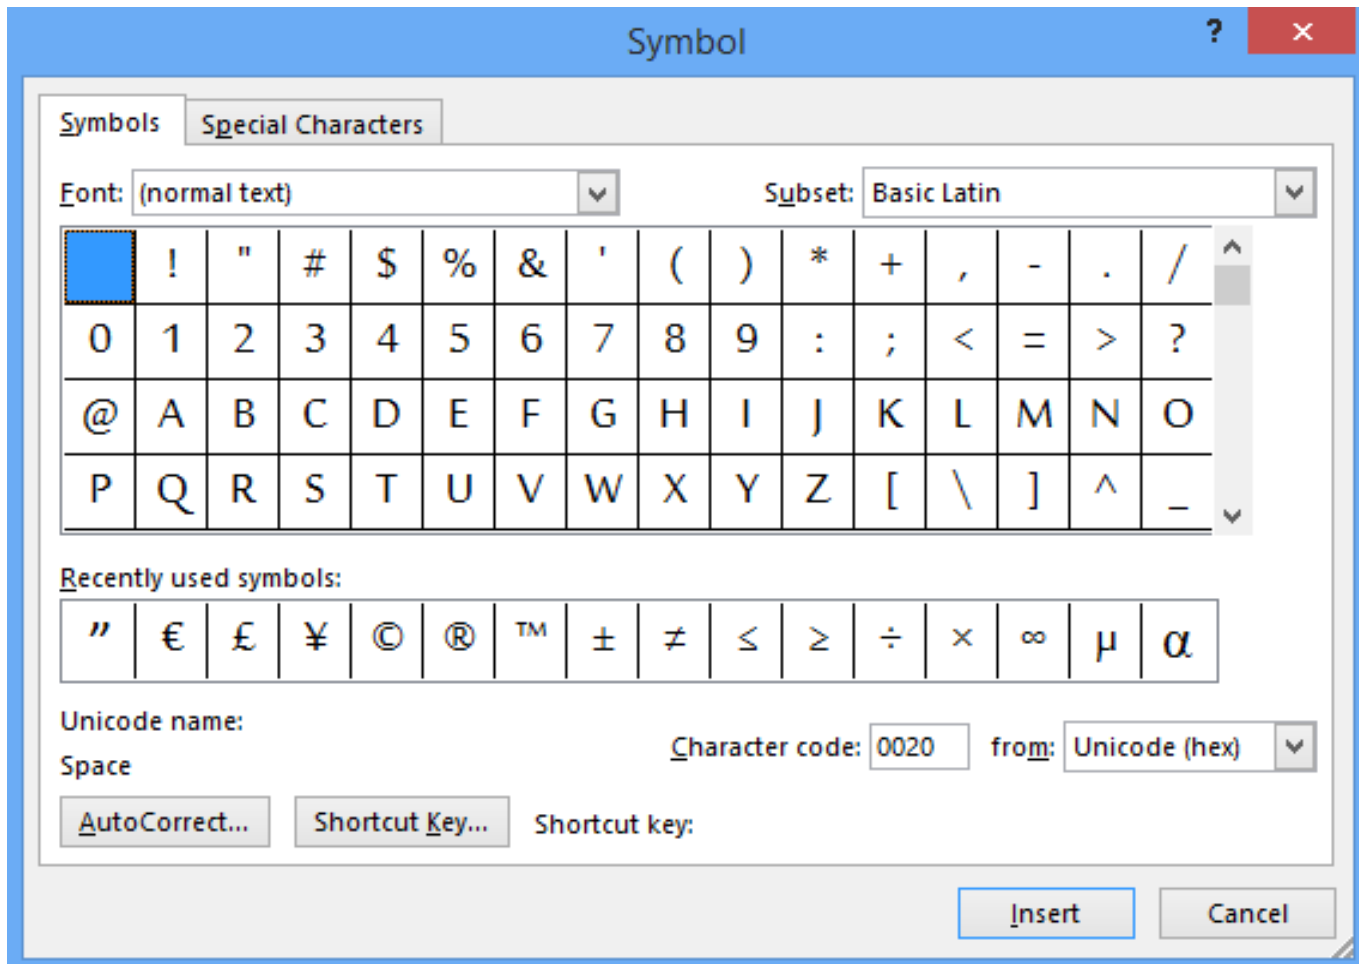 Symbol ? ×
Symbols Special Characters
Font: (normal text) Subset: Basic Latin
! " # $ % & ' ( ) * + , - . /
0 1 2 3 4 5 6 7 8 9 : ; < = > ?
@ A B C D E F G H I J K L M N O
P Q R S T U V W X Y Z [ \ ] ^ _
Recently used symbols:
” € £ ¥ © ® ™ ± ≠ ≤ ≥ ÷ × ∞ µ α
Unicode name:
Space
Character code: 0020 from: Unicode (hex)
AutoCorrect... Shortcut Key... Shortcut key:
Insert Cancel